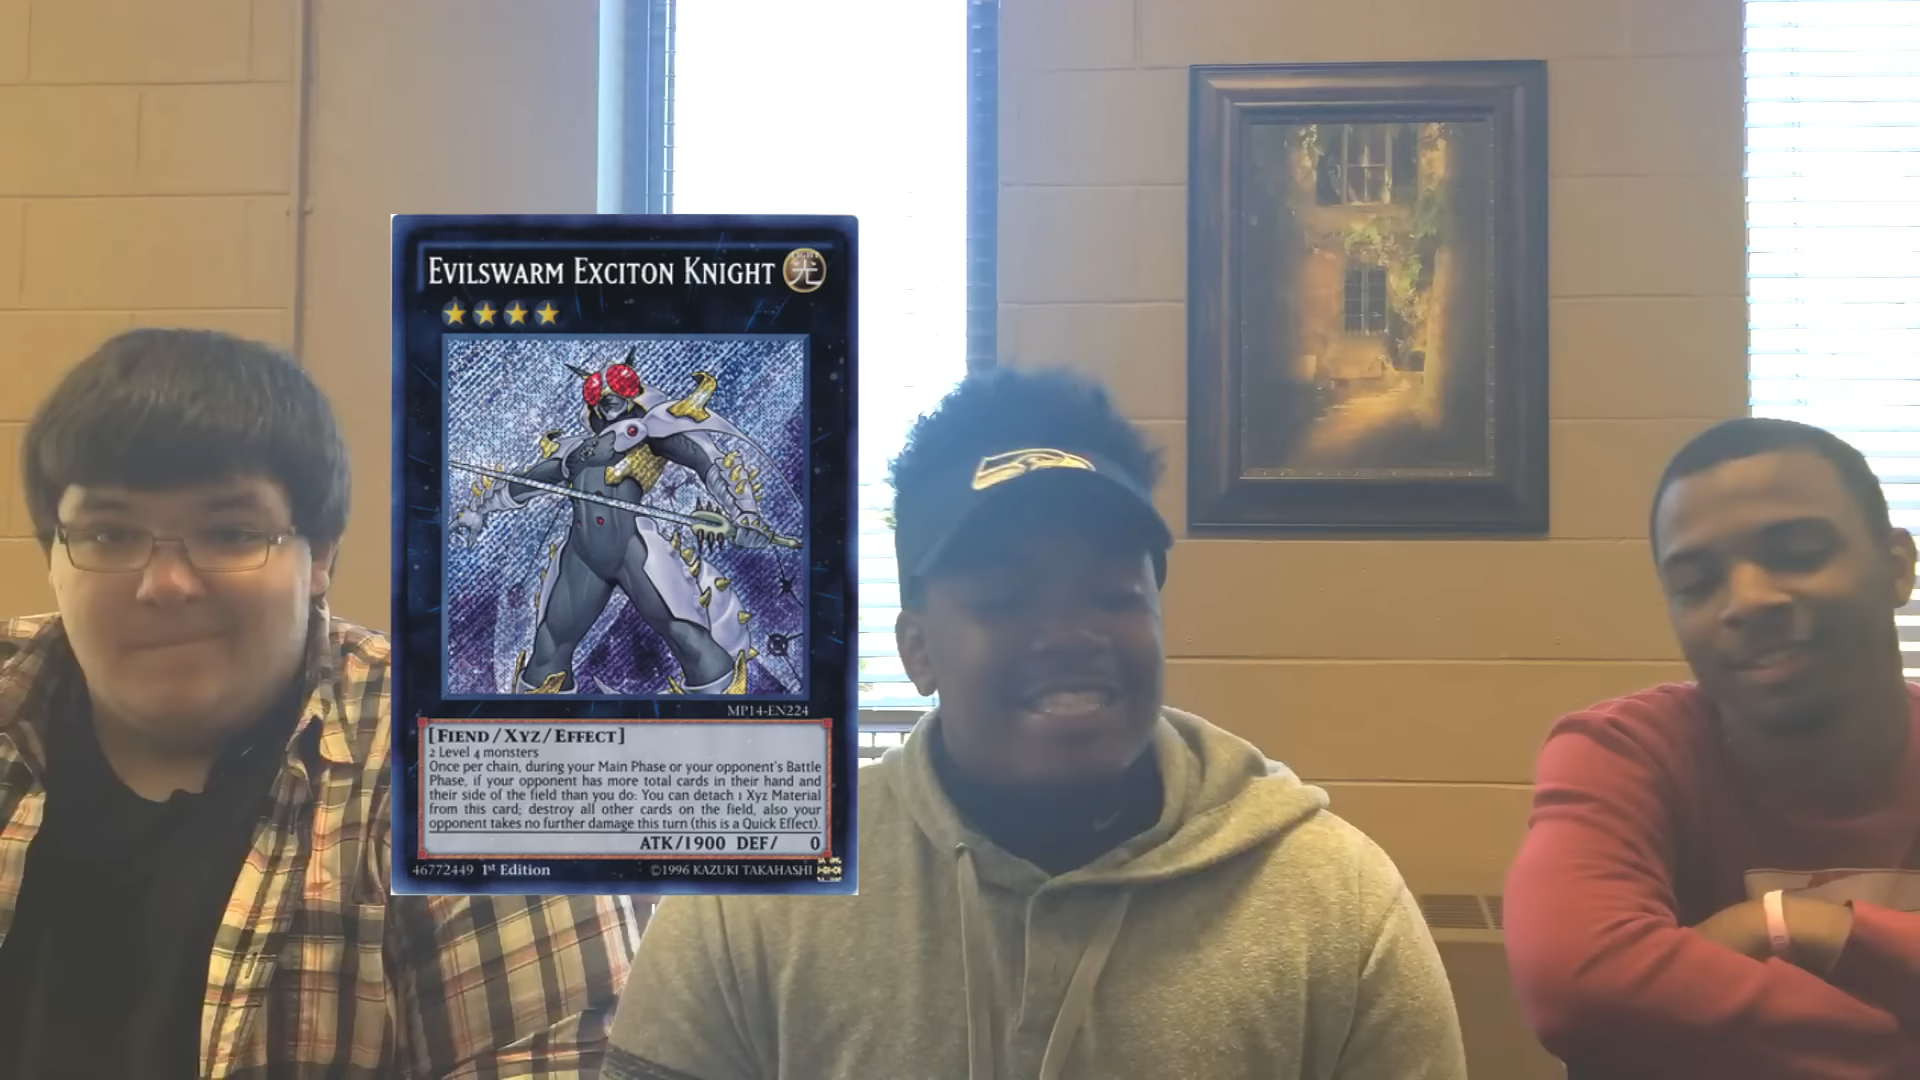 EVILSWARM EXCITON KNIGHT
光
MP14-EN224
[FIEND/XYZ/EFFECT]
2 Level 4 monsters
Once per chain, during your Main Phase or your opponent's Battle
Phase, if your opponent has more total cards in their hand and
their side of the field than you do: You can detach 1 Xyz Material
from this card; destroy all other cards on the field, also your
opponent takes no further damage this turn (this is a Quick Effect).
ATK/1900 DEF/ 0
46772449 1st Edition ©1996 KAZUKI TAKAHASHI